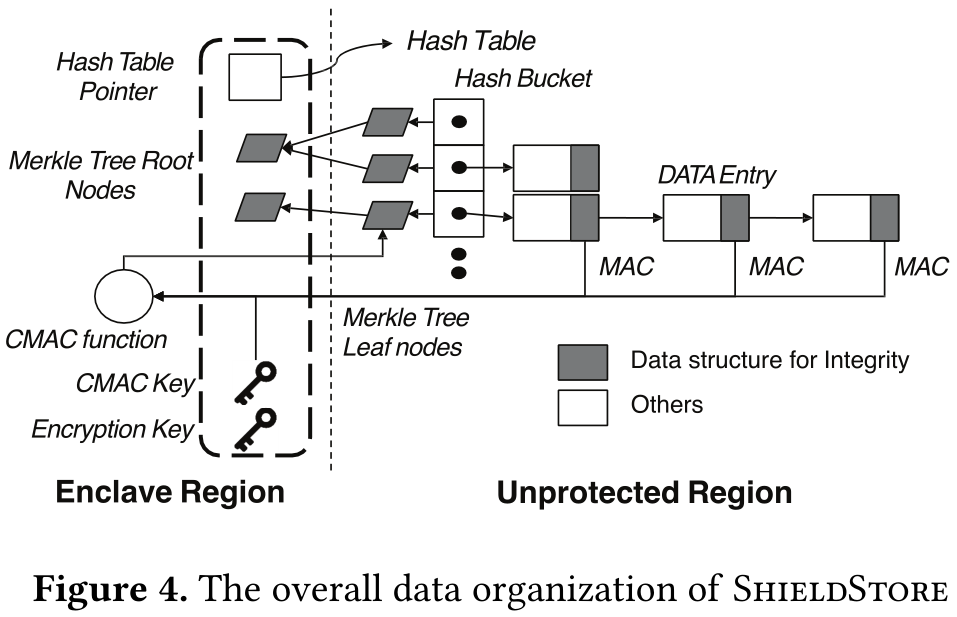 Hash Table
Pointer
Hash Table
Hash Bucket
Merkle Tree Root
Nodes
DATA Entry
MAC
MAC
MAC
CMAC function
Merkle Tree
Leaf nodes
CMAC Key
Encryption Key
Data structure for Integrity
Others
Enclave Region
Unprotected Region
Figure 4. The overall data organization of SHIELDSTORE